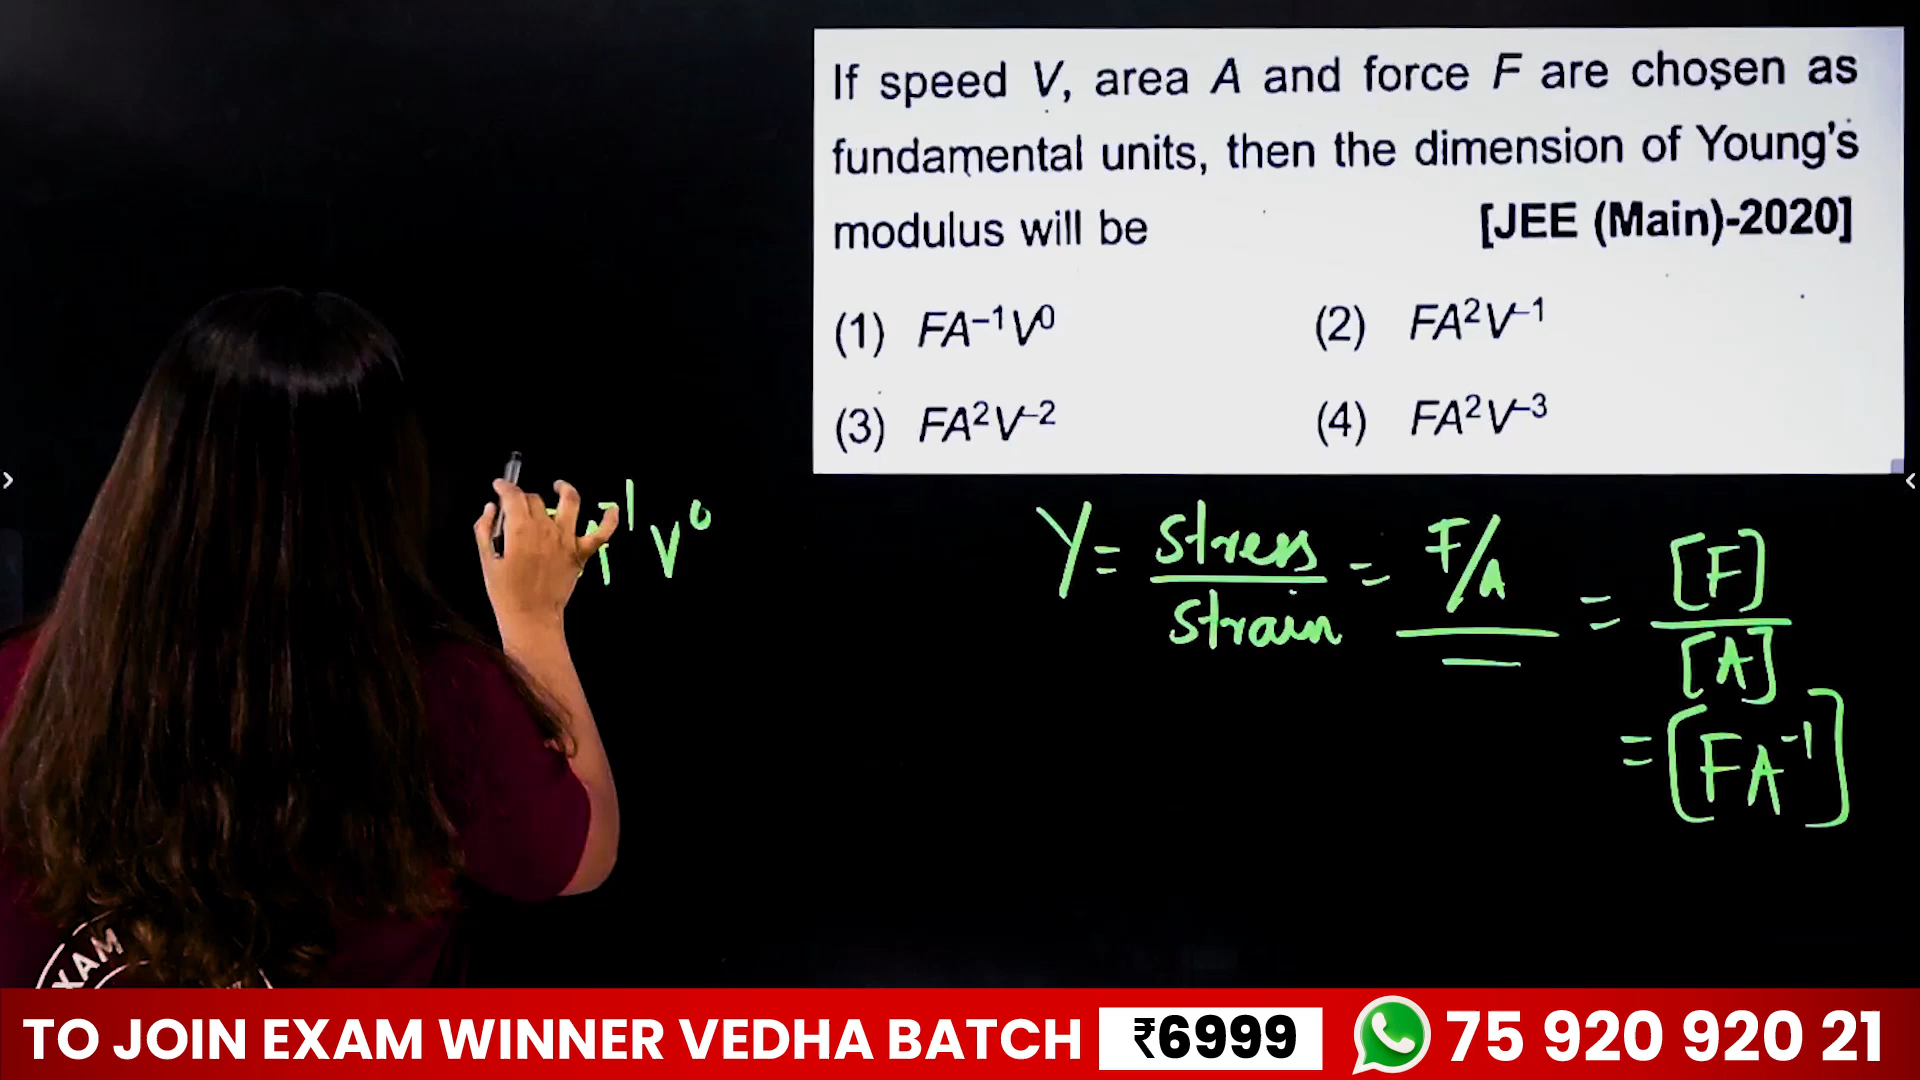 If speed V, area A and force F are chosen as
fundamental units, then the dimension of Young's
modulus will be [JEE (Main)-2020]
(1) FA⁻¹V⁰ (2) FA²V⁻¹
(3) FA²V⁻² (4) FA²V⁻³
⁻¹ V⁰
Y = stress/strain = F/A = [F]/[A]
= [FA⁻¹]
XAM
TO JOIN EXAM WINNER VEDHA BATCH ₹6999 75 920 920 21